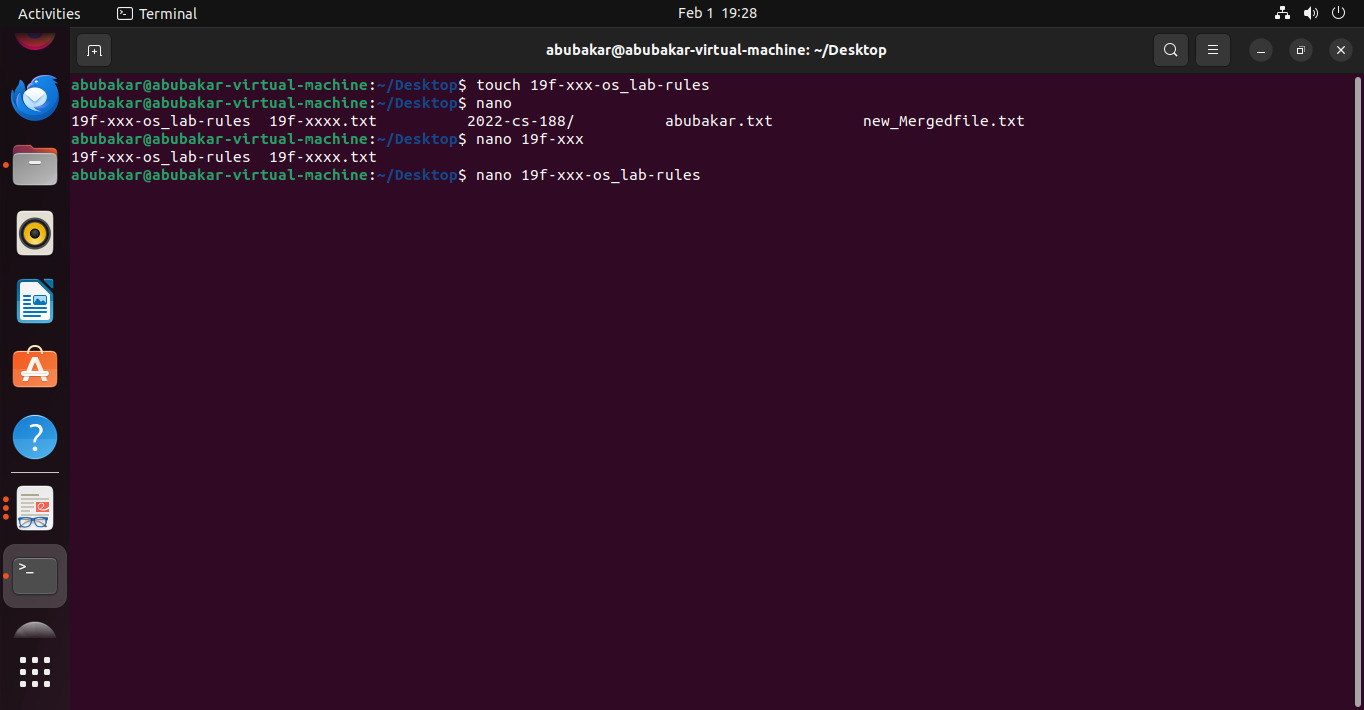 Activities
Terminal
Feb 1 19:28
abubakar@abubakar-virtual-machine: ~/Desktop
abubakar@abubakar-virtual-machine:~/Desktop$ touch 19f-xxx-os_lab-rules
abubakar@abubakar-virtual-machine:~/Desktop$ nano
19f-xxx-os_lab-rules  19f-xxxx.txt          2022-cs-188/          abubakar.txt          new_Mergedfile.txt
abubakar@abubakar-virtual-machine:~/Desktop$ nano 19f-xxx
19f-xxx-os_lab-rules  19f-xxxx.txt
abubakar@abubakar-virtual-machine:~/Desktop$ nano 19f-xxx-os_lab-rules